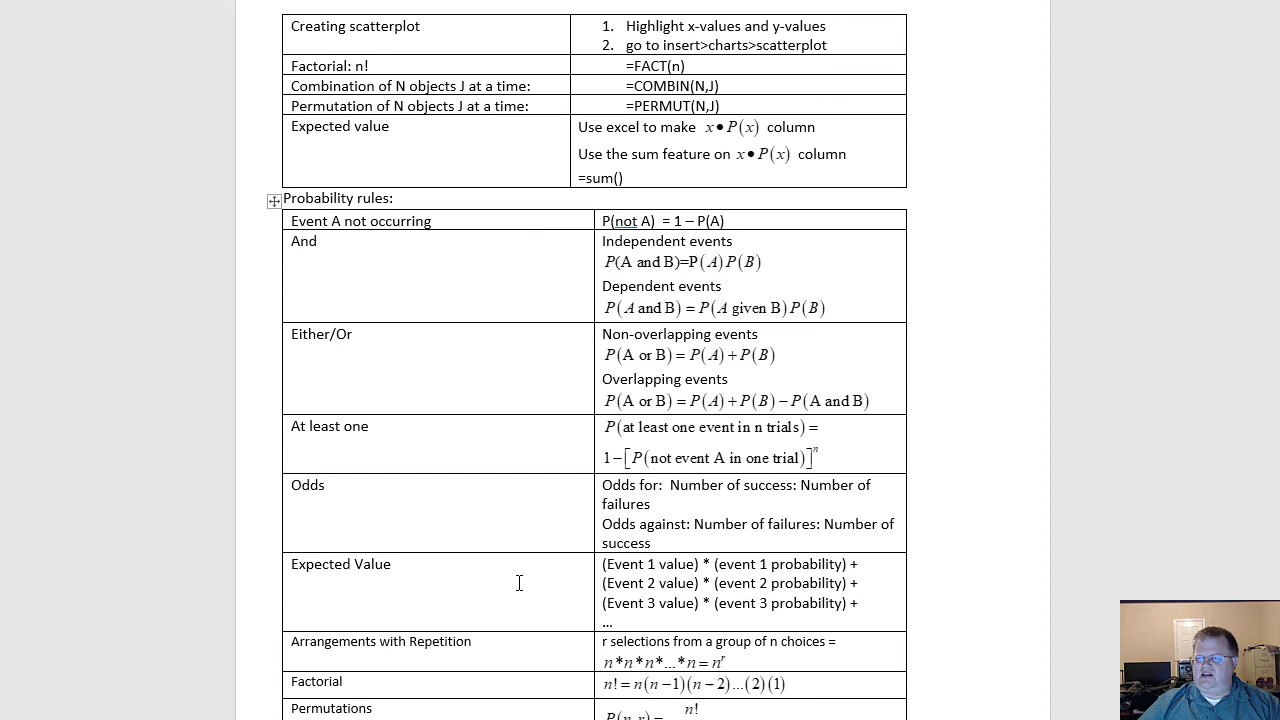 Creating scatterplot
1. Highlight x-values and y-values
2. go to insert>charts>scatterplot
Factorial: n!
=FACT(n)
Combination of N objects J at a time:
=COMBIN(N,J)
Permutation of N objects J at a time:
=PERMUT(N,J)
Expected value
Use excel to make x•P(x) column
Use the sum feature on x•P(x) column
=sum()
Probability rules:
Event A not occurring
P(not A) = 1 – P(A)
And
Independent events
P(A and B)=P(A)P(B)
Dependent events
P(A and B) = P(A given B)P(B)
Either/Or
Non-overlapping events
P(A or B) = P(A)+P(B)
Overlapping events
P(A or B) = P(A)+P(B)−P(A and B)
At least one
P(at least one event in n trials) =
1−[P(not event A in one trial)]ⁿ
Odds
Odds for: Number of success: Number of
failures
Odds against: Number of failures: Number of
success
Expected Value
(Event 1 value) * (event 1 probability) +
(Event 2 value) * (event 2 probability) +
(Event 3 value) * (event 3 probability) +
...
Arrangements with Repetition
r selections from a group of n choices =
n*n*n*...*n=nʳ
Factorial
n!=n(n−1)(n−2)...(2)(1)
Permutations
n!
P(n,r)=